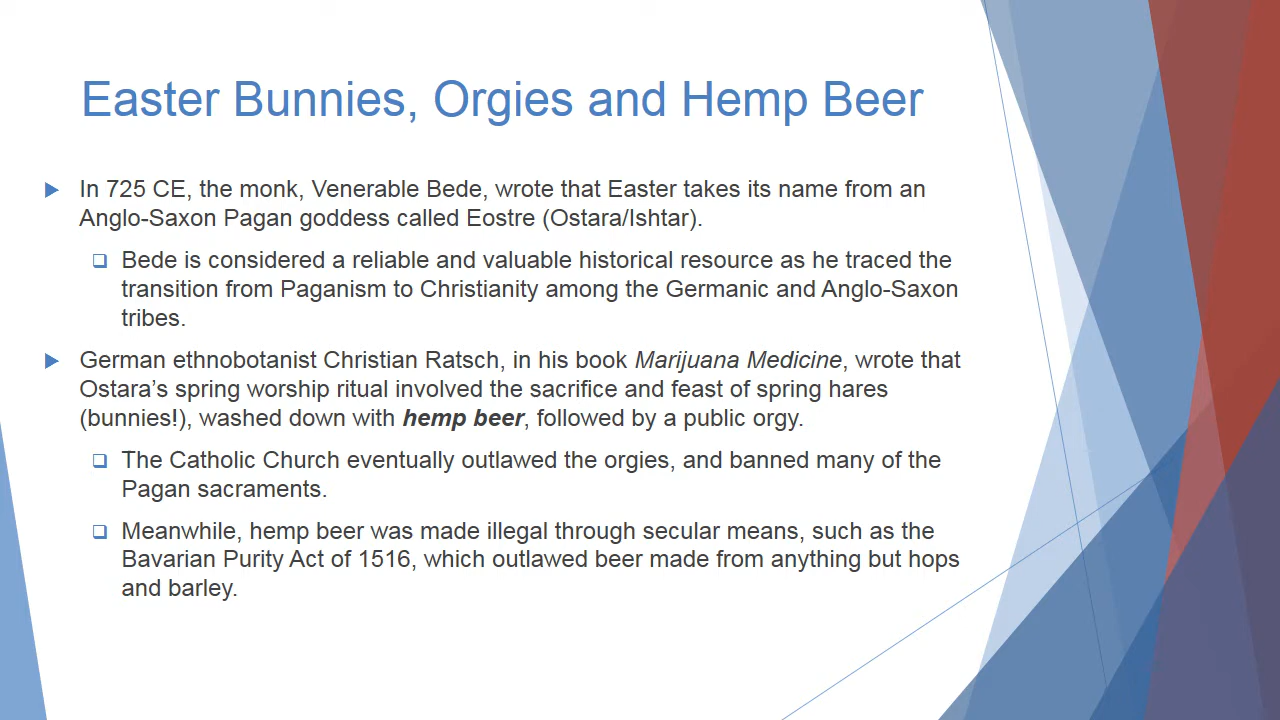 Easter Bunnies, Orgies and Hemp Beer
In 725 CE, the monk, Venerable Bede, wrote that Easter takes its name from an
Anglo-Saxon Pagan goddess called Eostre (Ostara/Ishtar).
Bede is considered a reliable and valuable historical resource as he traced the
transition from Paganism to Christianity among the Germanic and Anglo-Saxon
tribes.
German ethnobotanist Christian Ratsch, in his book Marijuana Medicine, wrote that
Ostara’s spring worship ritual involved the sacrifice and feast of spring hares
(bunnies!), washed down with hemp beer, followed by a public orgy.
The Catholic Church eventually outlawed the orgies, and banned many of the
Pagan sacraments.
Meanwhile, hemp beer was made illegal through secular means, such as the
Bavarian Purity Act of 1516, which outlawed beer made from anything but hops
and barley.